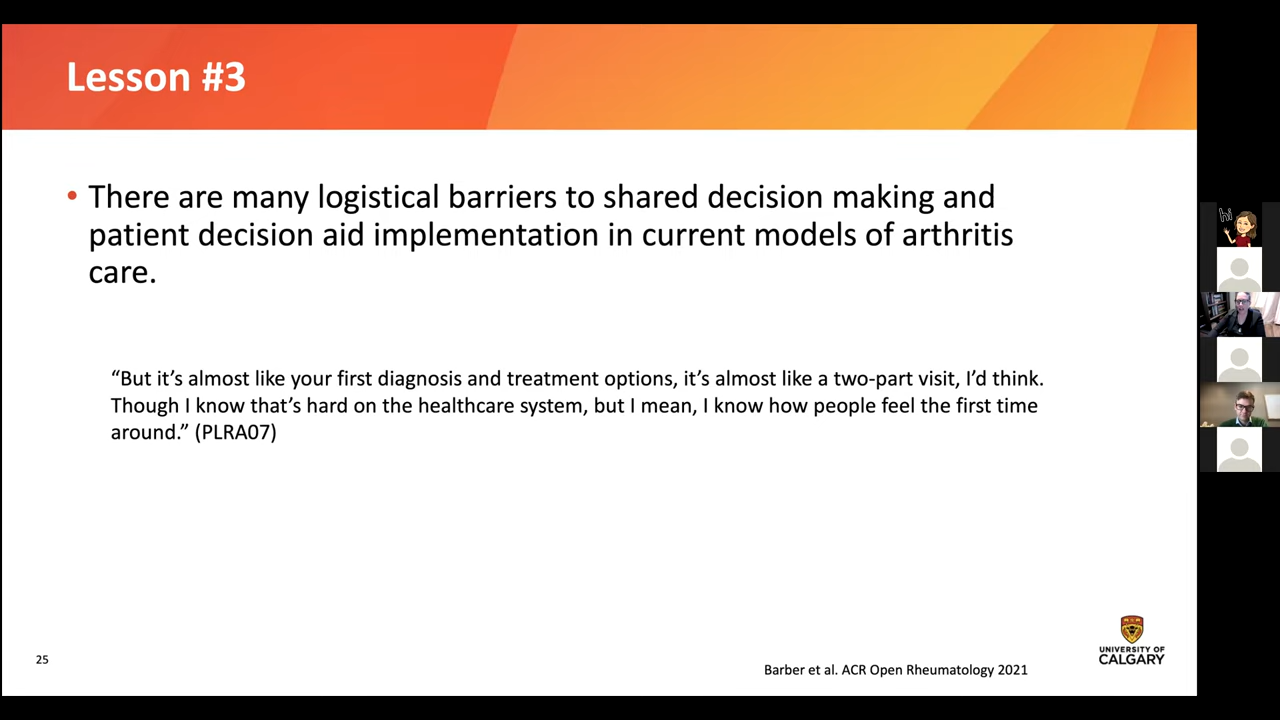 Lesson #3
• There are many logistical barriers to shared decision making and
patient decision aid implementation in current models of arthritis
care.
“But it’s almost like your first diagnosis and treatment options, it’s almost like a two-part visit, I’d think.
Though I know that’s hard on the healthcare system, but I mean, I know how people feel the first time
around.” (PLRA07)
hi
25
Barber et al. ACR Open Rheumatology 2021
UNIVERSITY OF
CALGARY